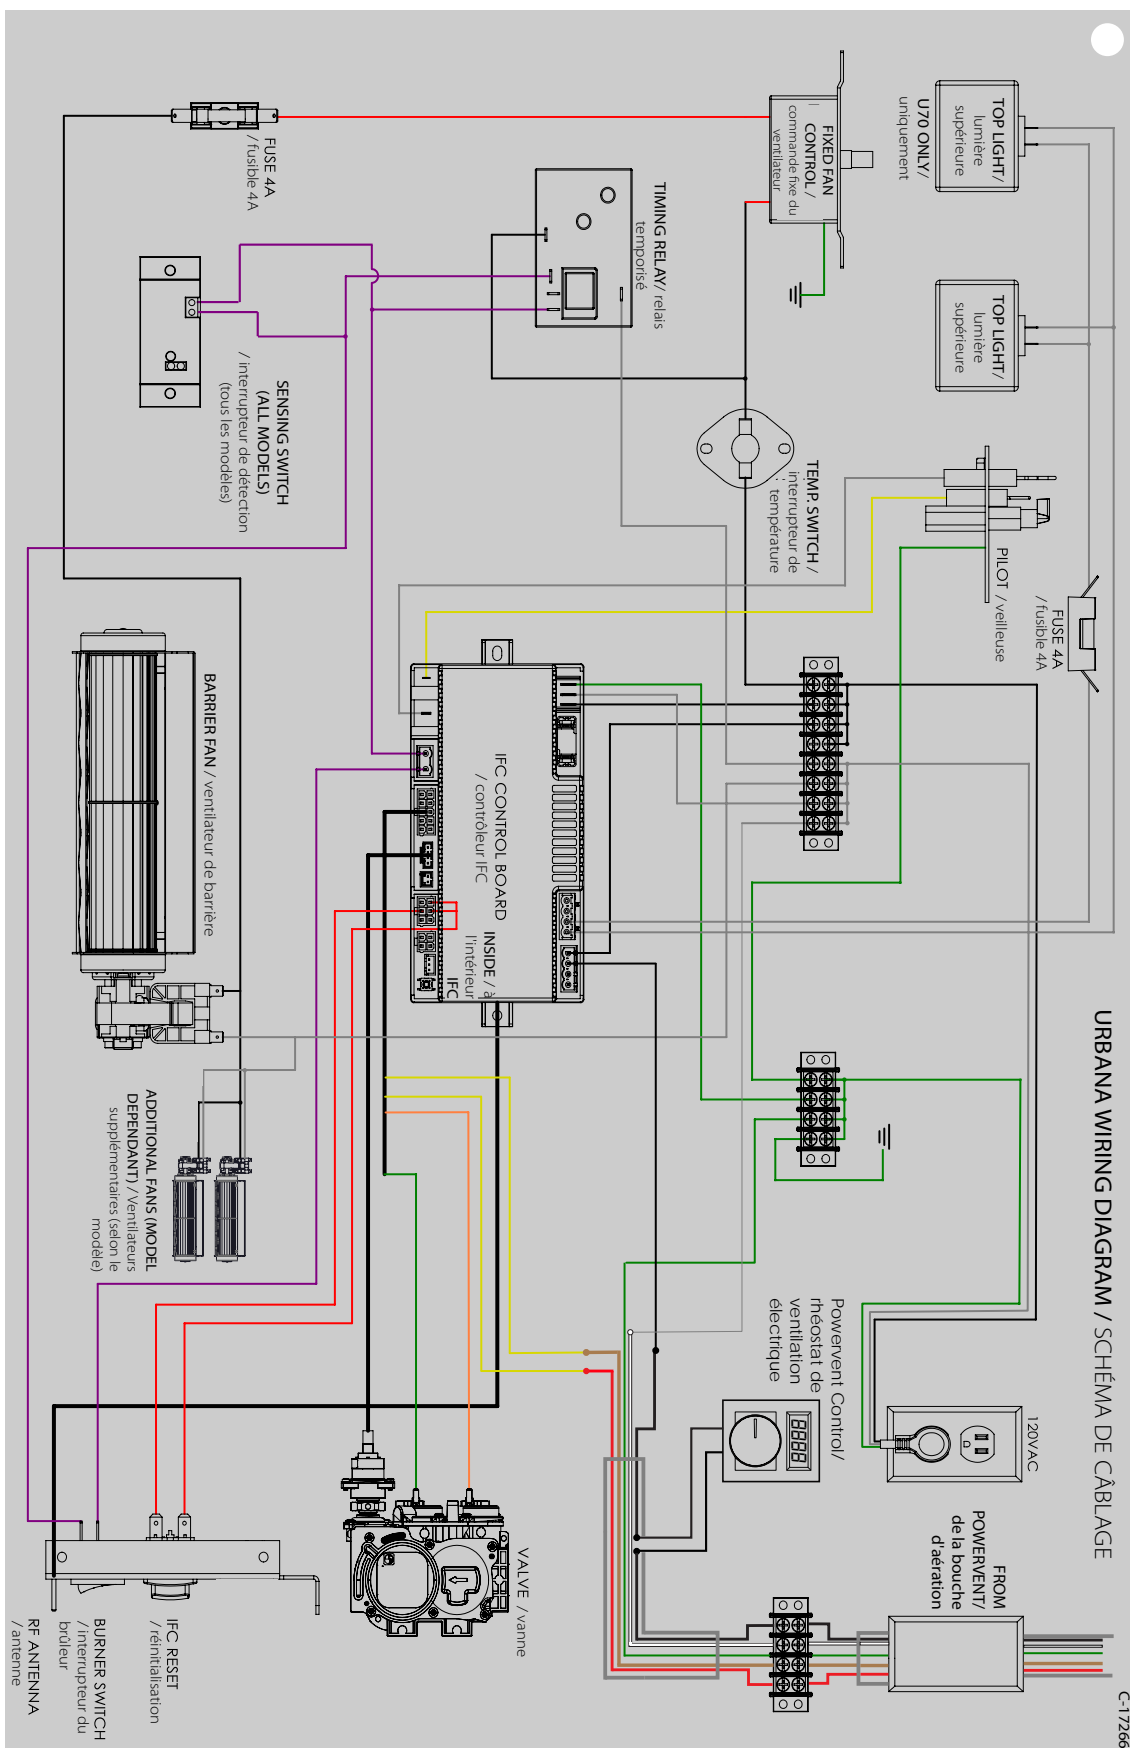 URBANA WIRING DIAGRAM / SCHÉMA DE CÂBLAGE
C-17266
TOP LIGHT/
lumière
supérieure
U70 ONLY/
uniquement
TOP LIGHT/
lumière
supérieure
FUSE 4A
/ fusible 4A
PILOT / veilleuse
FIXED FAN
CONTROL /
commande fixe du
ventilateur
TEMP. SWITCH /
interrupteur de
température
TIMING RELAY/ relais
temporisé
FUSE 4A
/ fusible 4A
SENSING SWITCH
(ALL MODELS)
/ interrupteur de détection
(tous les modèles)
BARRIER FAN / ventilateur de barrière
IFC CONTROL BOARD
/ contrôleur IFC
INSIDE / à
l'intérieur
IFC
ADDITIONAL FANS (MODEL
DEPENDANT) / Ventilateurs
supplémentaires (selon le
modèle)
Powervent Control/
rhéostat de
ventilation
électrique
8888
120VAC
FROM
POWERVENT/
de la bouche
d'aération
VALVE / vanne
IFC RESET
/ réinitialisation
BURNER SWITCH
/ interrupteur du
brûleur
RF ANTENNA
/ antenne